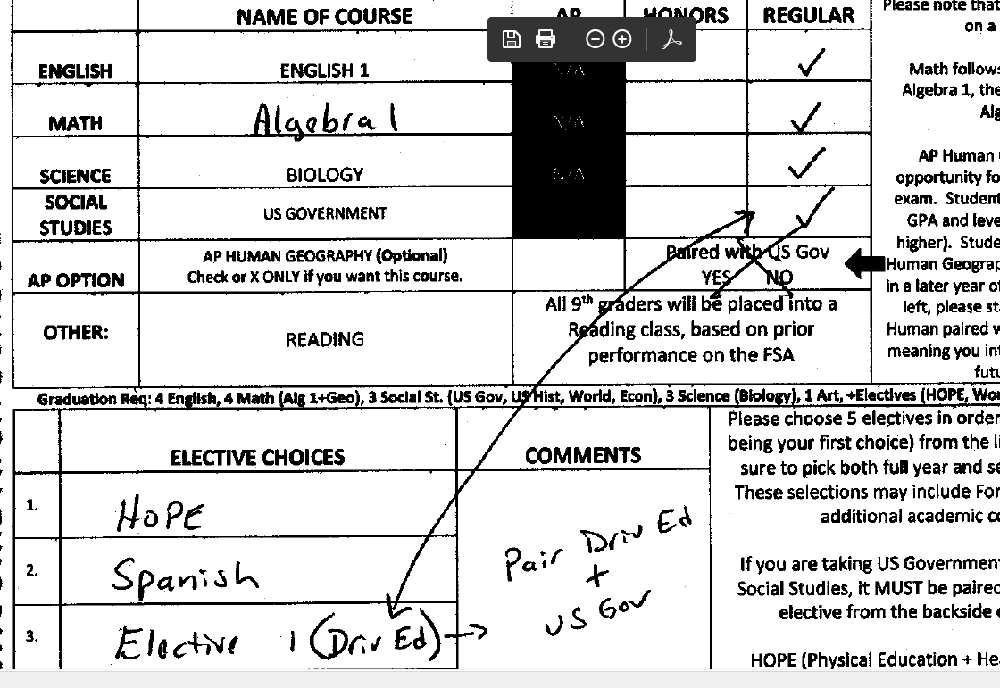 NAME OF COURSE AP HONORS REGULAR
Please note that
on a
ENGLISH ENGLISH 1 N/A
Math follows
Algebra 1, the
Alg
MATH Algebra 1 N/A
SCIENCE BIOLOGY N/A
AP Human
opportunity fo
exam. Student
GPA and leve
higher). Stude
Human Geograp
in a later year of
left, please st
Human paired w
meaning you int
futu
SOCIAL
STUDIES
US GOVERNMENT
AP OPTION
AP HUMAN GEOGRAPHY (Optional)
Check or X ONLY if you want this course.
Paired with US Gov
YES NO
OTHER: READING
All 9th graders will be placed into a
Reading class, based on prior
performance on the FSA
Graduation Req: 4 English, 4 Math (Alg 1+Geo), 3 Social St. (US Gov, US Hist, World, Econ), 3 Science (Biology), 1 Art, +Electives (HOPE, Wo
ELECTIVE CHOICES COMMENTS
1. HOPE
2. Spanish
3. Elective 1 (Driv Ed)
Pair Driv Ed
+
US Gov
Please choose 5 electives in order
being your first choice) from the li
sure to pick both full year and se
These selections may include For
additional academic co
If you are taking US Government
Social Studies, it MUST be paired
elective from the backside
HOPE (Physical Education + He